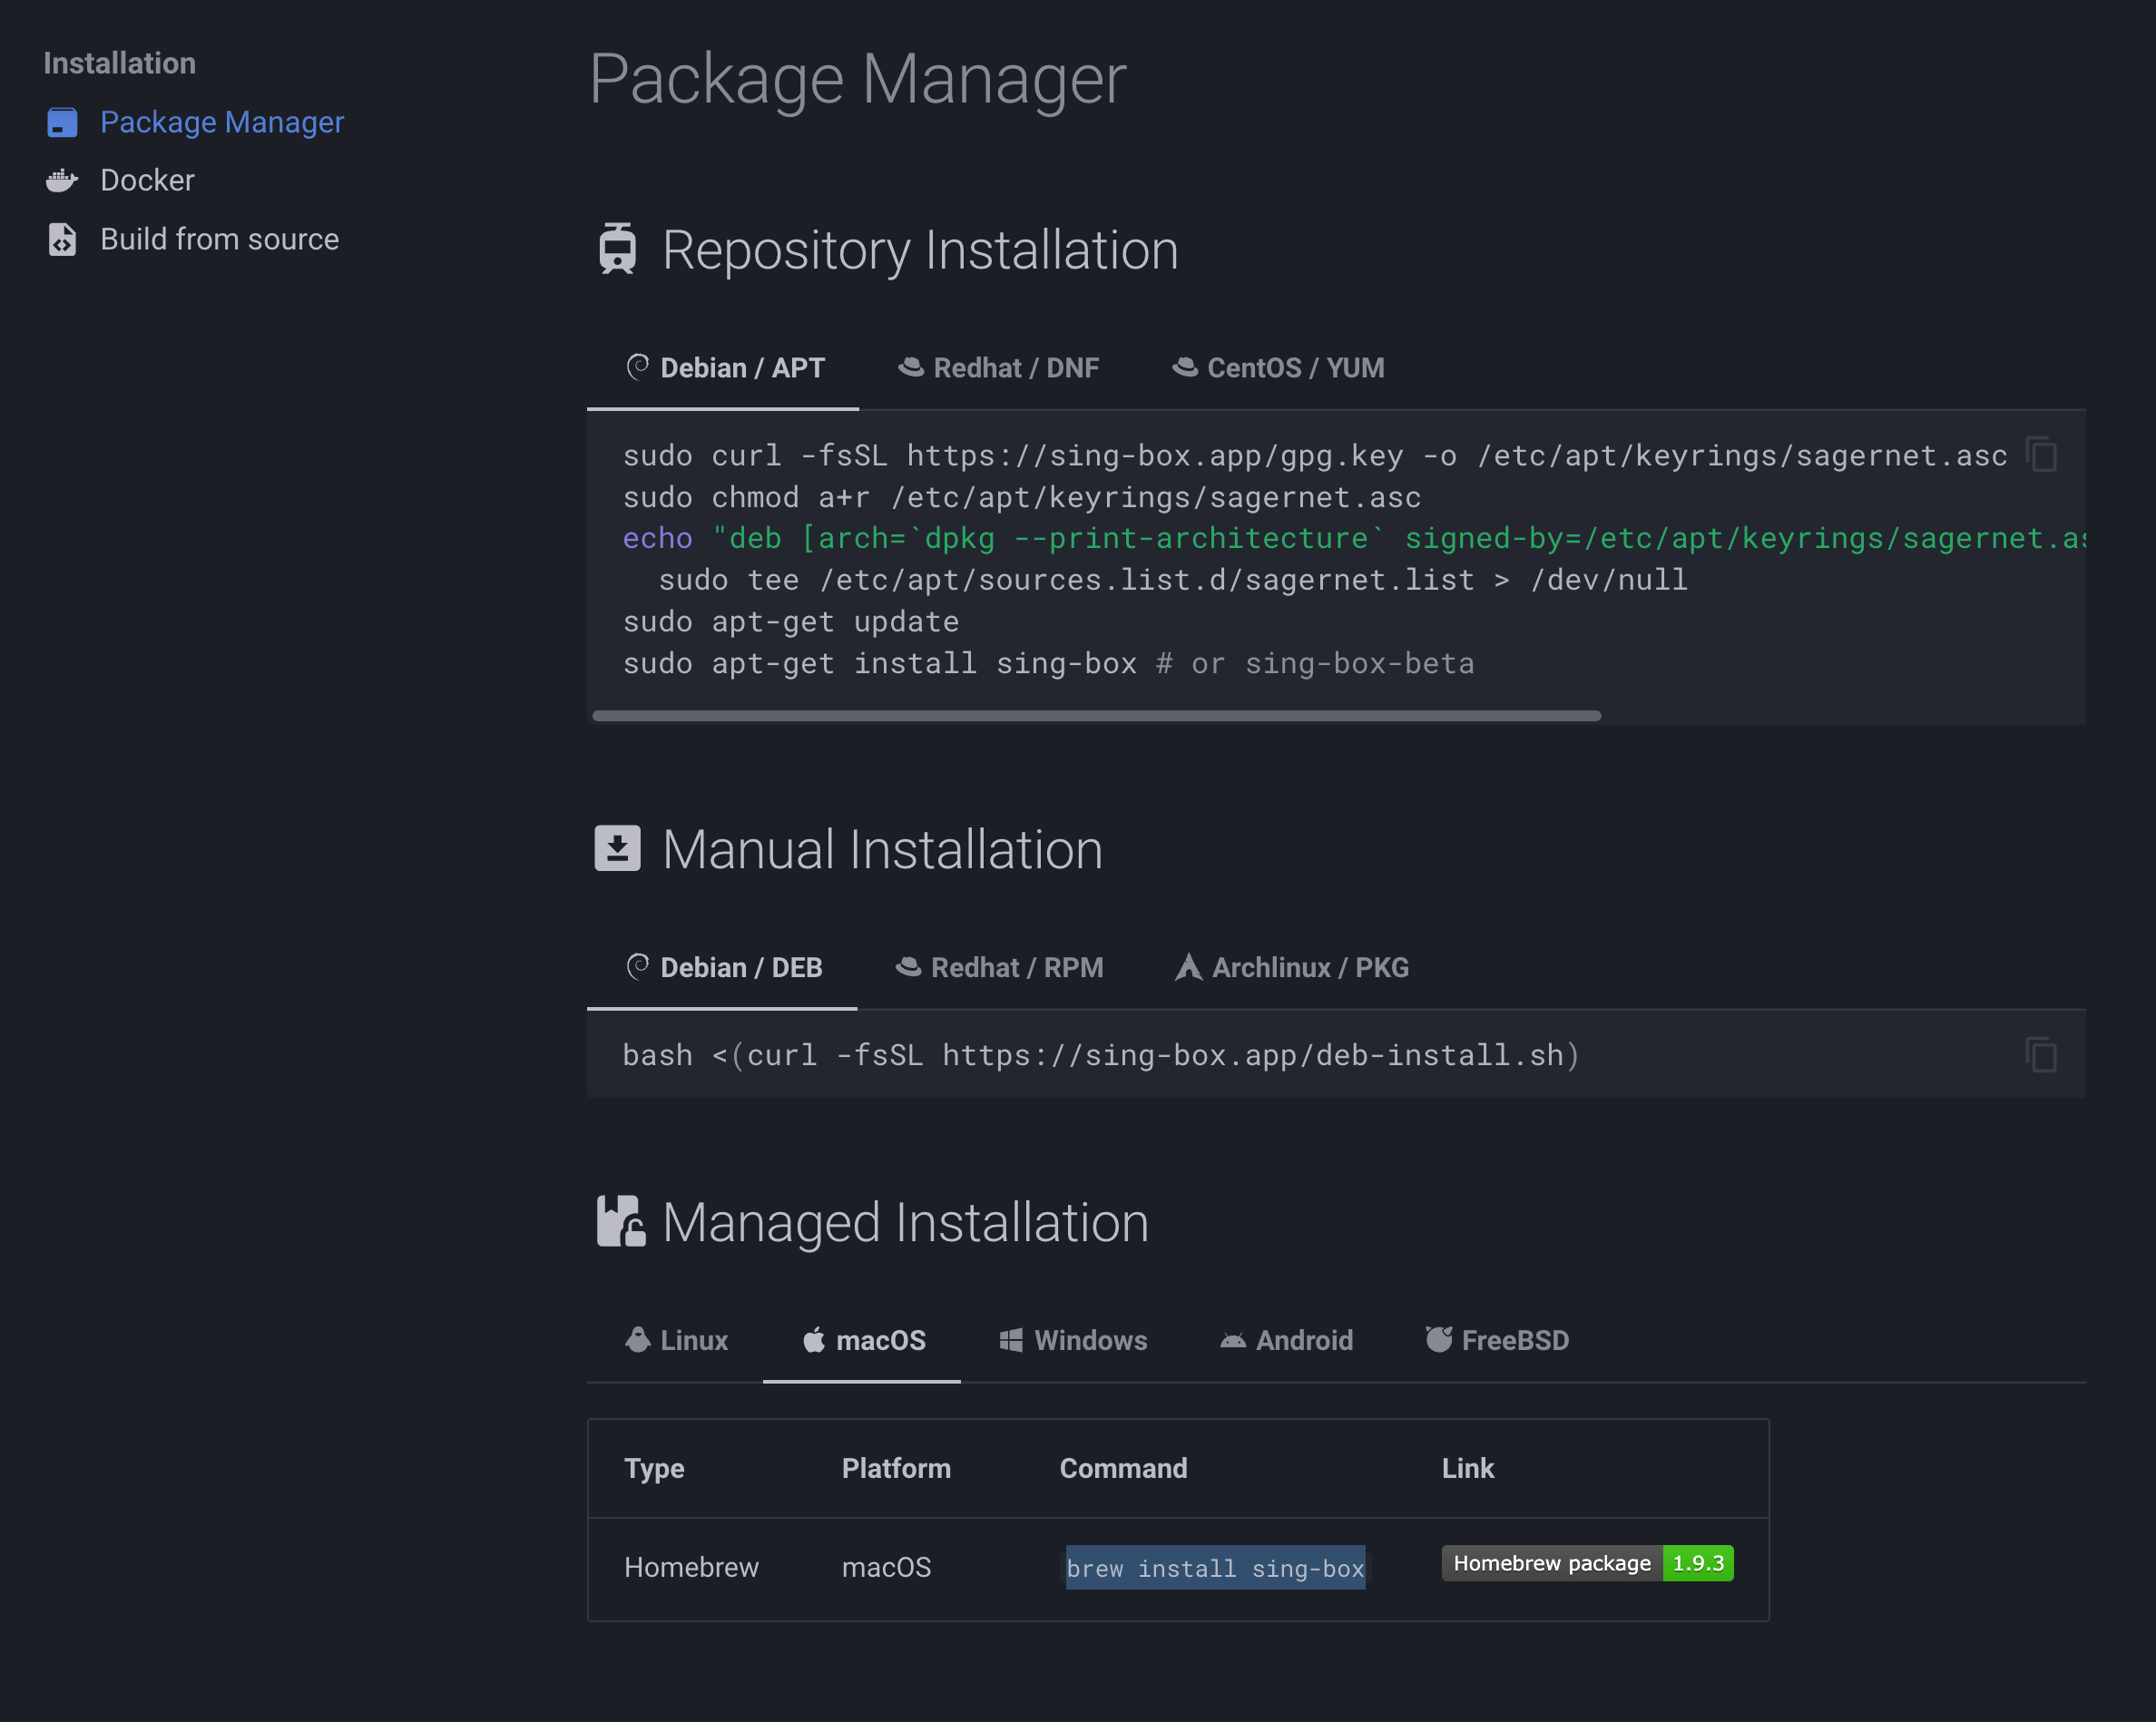 Installation
Package Manager
Docker
Build from source
Package Manager
Repository Installation
Debian / APT
Redhat / DNF
CentOS / YUM
sudo curl -fsSL https://sing-box.app/gpg.key -o /etc/apt/keyrings/sagernet.asc
sudo chmod a+r /etc/apt/keyrings/sagernet.asc
echo "deb [arch=`dpkg --print-architecture` signed-by=/etc/apt/keyrings/sagernet.as
sudo tee /etc/apt/sources.list.d/sagernet.list > /dev/null
sudo apt-get update
sudo apt-get install sing-box # or sing-box-beta
Manual Installation
Debian / DEB
Redhat / RPM
Archlinux / PKG
bash <(curl -fsSL https://sing-box.app/deb-install.sh)
Managed Installation
Linux
macOS
Windows
Android
FreeBSD
Type Platform Command Link
Homebrew macOS brew install sing-box Homebrew package 1.9.3